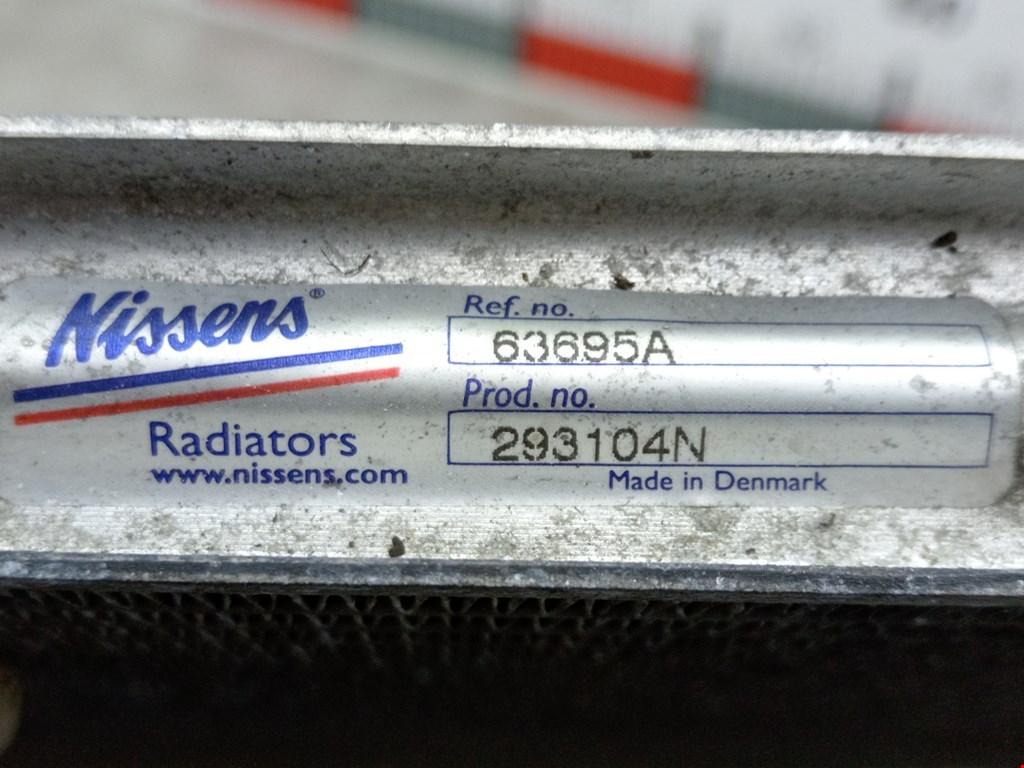 Nissens®
Radiators
www.nissens.com
Ref. no.
63695A
Prod. no.
293104N
Made in Denmark